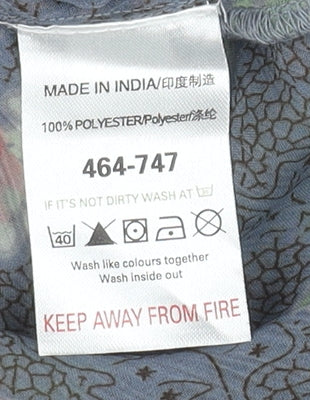 MADE IN INDIA/印度制造
100% POLYESTER/Polyester/涤纶
464-747
IF IT'S NOT DIRTY WASH AT
40
Wash like colours together
Wash inside out
KEEP AWAY FROM FIRE